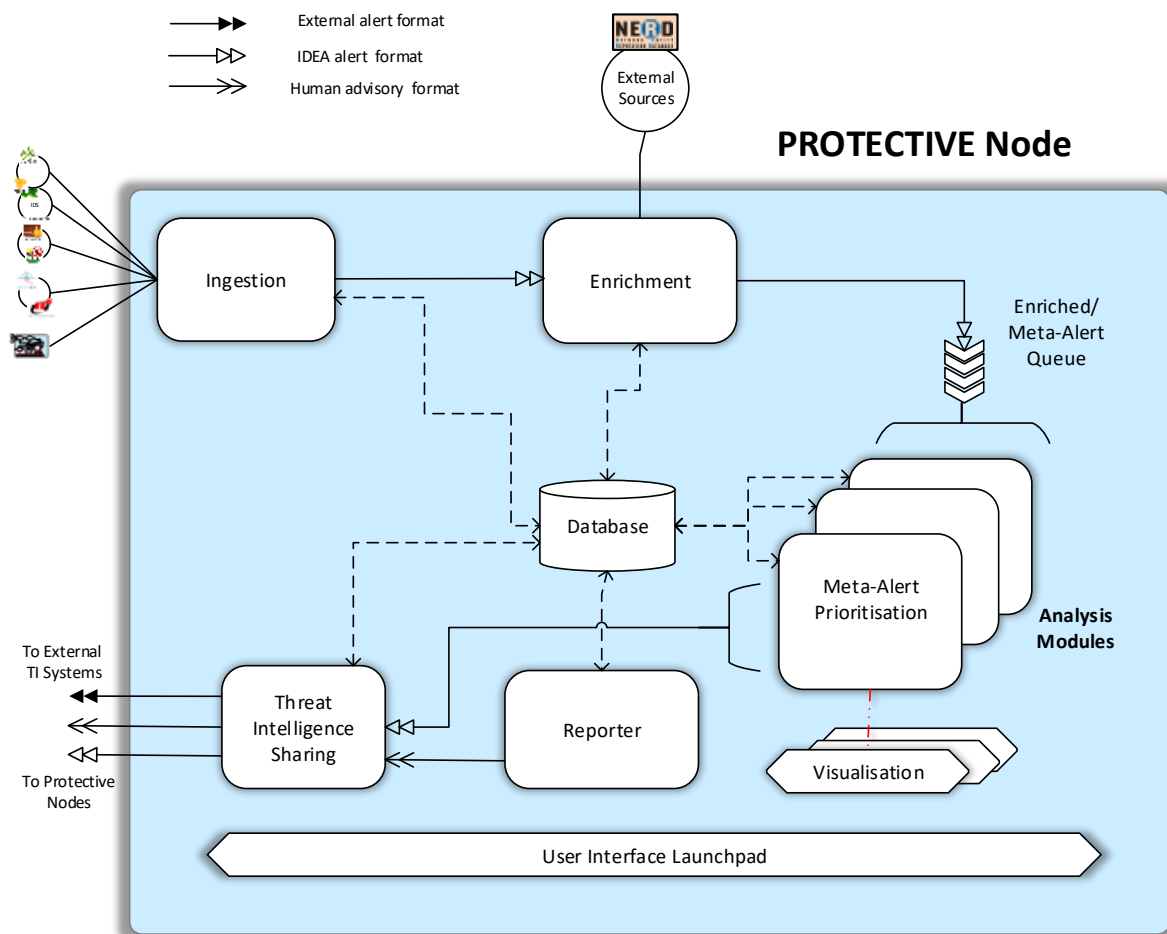 External alert format
IDEA alert format
Human advisory format
NERD
External
Sources
PROTECTIVE Node
IDS
Ingestion
Enrichment
Enriched/
Meta-Alert
Queue
Database
Meta-Alert
Prioritisation
Analysis
Modules
To External
TI Systems
Threat
Intelligence
Sharing
Reporter
To Protective
Nodes
Visualisation
User Interface Launchpad